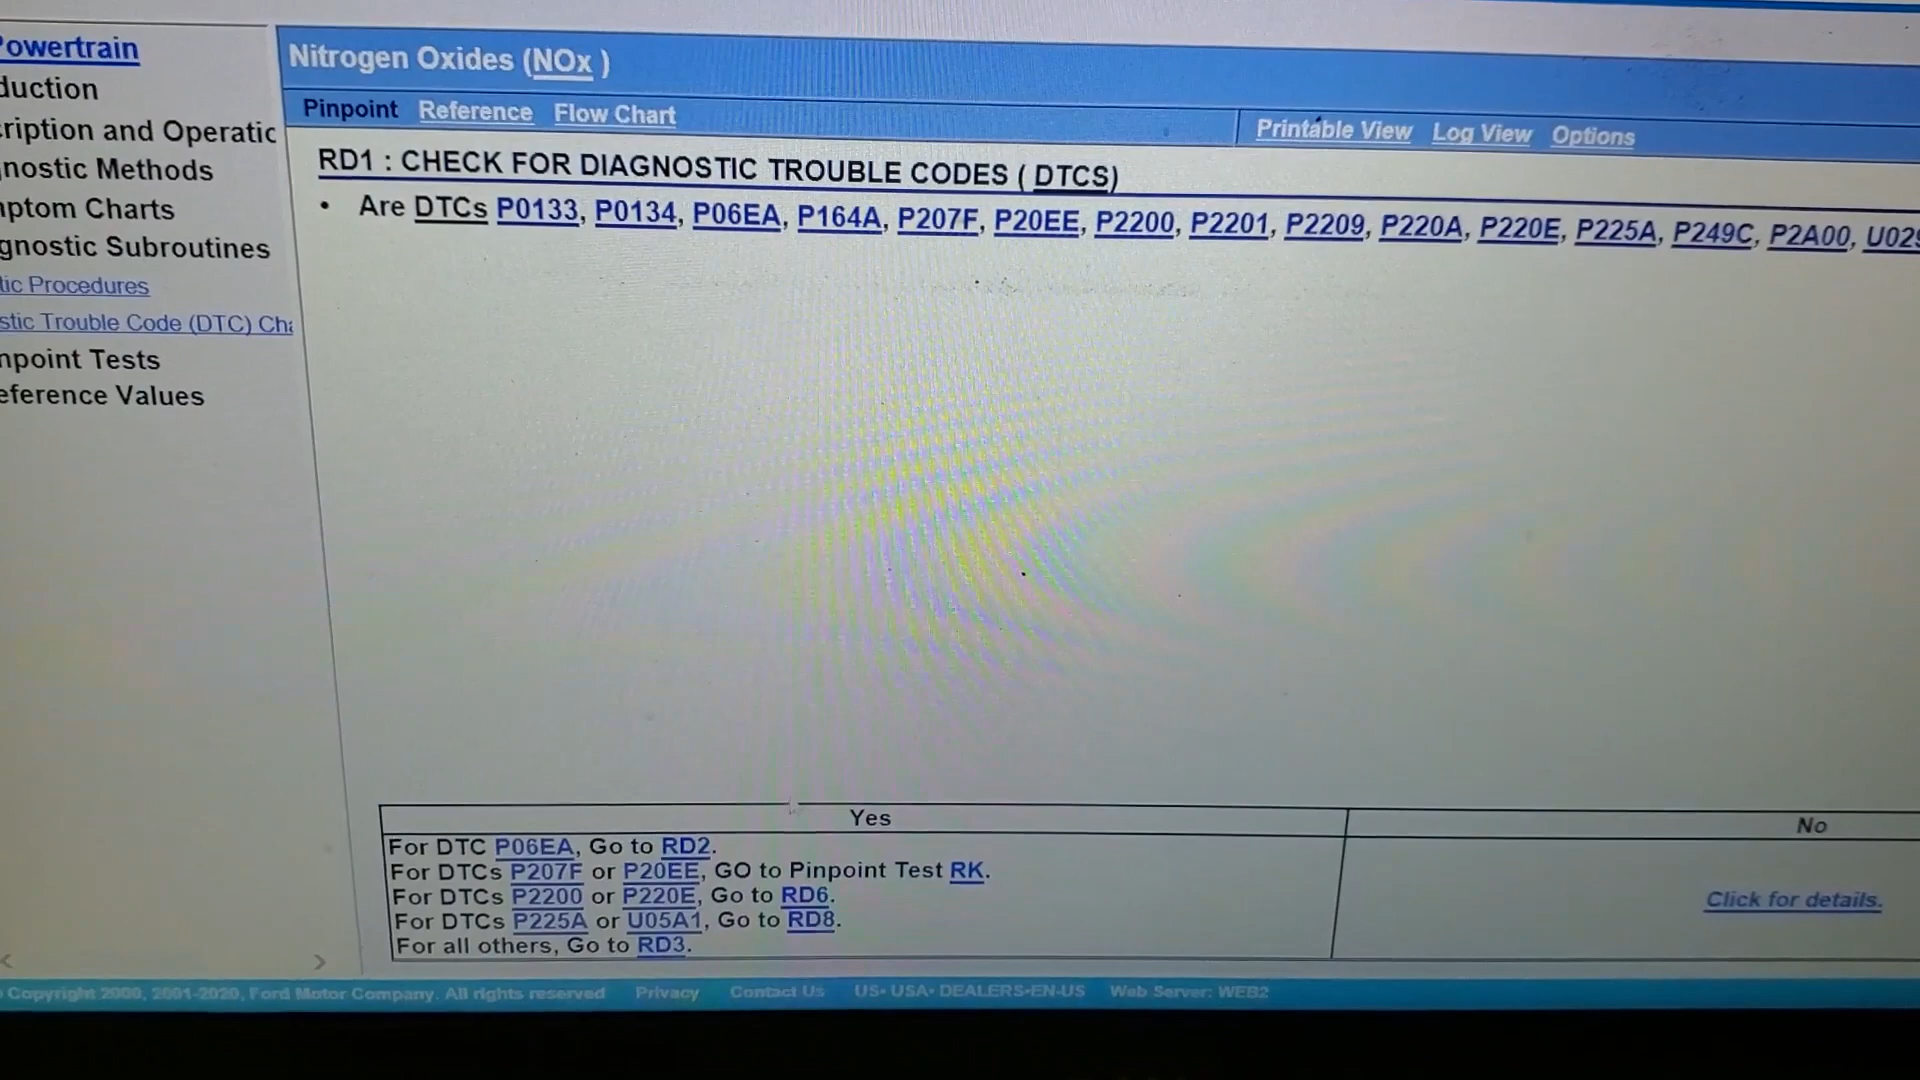 Powertrain
duction
ription and Operatic
gnostic Methods
mptom Charts
gnostic Subroutines
tic Procedures
stic Trouble Code (DTC) Cha
npoint Tests
eference Values
Nitrogen Oxides (NOx )
Pinpoint Reference Flow Chart
Printable View Log View Options
RD1 : CHECK FOR DIAGNOSTIC TROUBLE CODES ( DTCS)
• Are DTCs P0133, P0134, P06EA, P164A, P207F, P20EE, P2200, P2201, P2209, P220A, P220E, P225A, P249C, P2A00, U029
Yes
No
For DTC P06EA, Go to RD2.
For DTCs P207F or P20EE, GO to Pinpoint Test RK.
For DTCs P2200 or P220E, Go to RD6.
For DTCs P225A or U05A1, Go to RD8.
For all others, Go to RD3.
Click for details.
Copyright 2000, 2001-2020, Ford Motor Company. All rights reserved Privacy Contact Us US• USA• DEALERS•EN-US Web Server: WEB2